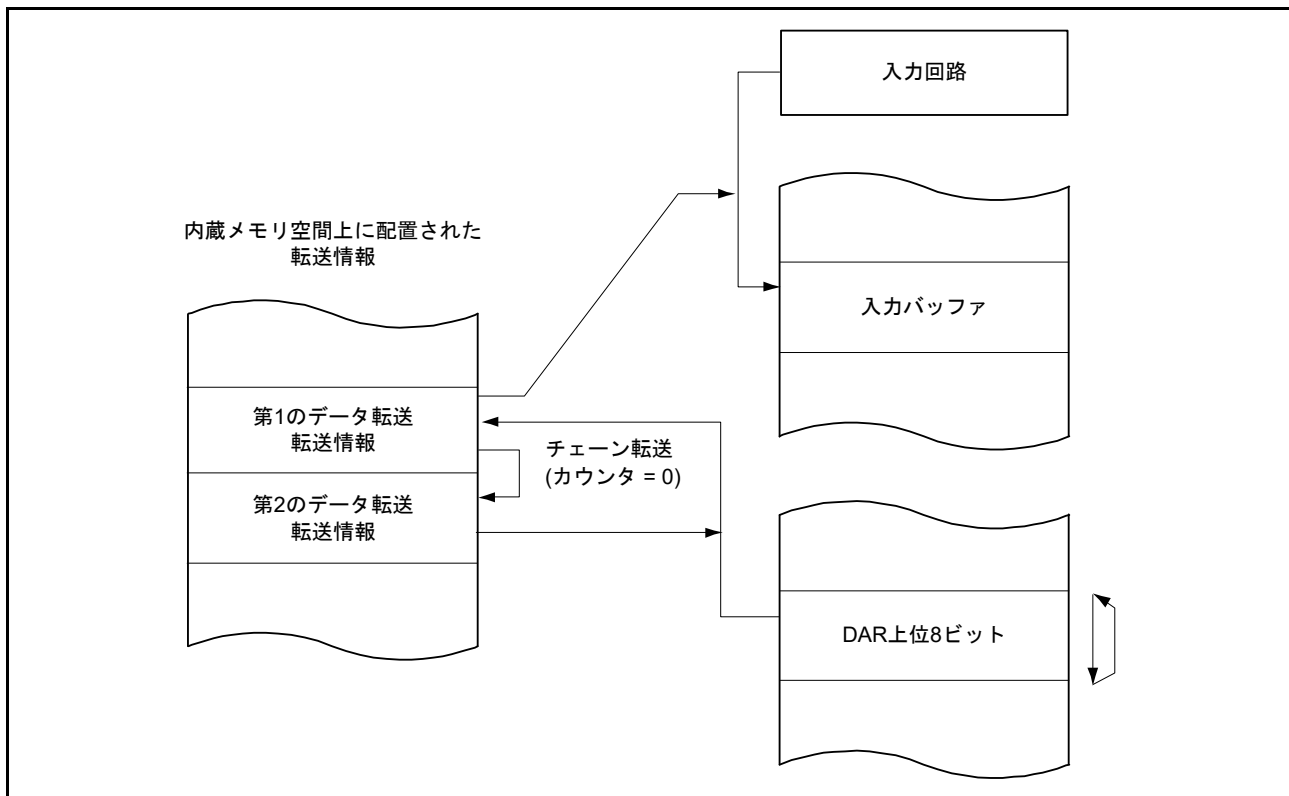 入力回路
内蔵メモリ空間上に配置された
転送情報
入力バッファ
第1のデータ転送
転送情報
チェーン転送
(カウンタ = 0)
第2のデータ転送
転送情報
DAR上位8ビット